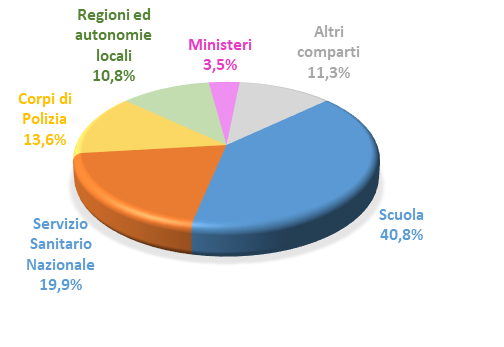 Regioni ed
autonomie
locali
10,8%
Ministeri
3,5%
Altri
comparti
11,3%
Corpi di
Polizia
13,6%
Scuola
40,8%
Servizio
Sanitario
Nazionale
19,9%